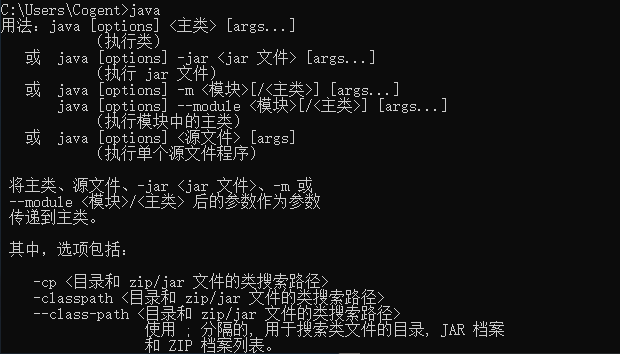 C:\Users\Cogent>java
用法：java [options] <主类> [args...]
（执行类）
或 java [options] -jar <jar 文件> [args...]
（执行 jar 文件）
或 java [options] -m <模块>[/<主类>] [args...]
java [options] --module <模块>[/<主类>] [args...]
（执行模块中的主类）
或 java [options] <源文件> [args]
（执行单个源文件程序）
将主类、源文件、-jar <jar 文件>、-m 或
--module <模块>/<主类> 后的参数作为参数
传递到主类。
其中，选项包括：
-cp <目录和 zip/jar 文件的类搜索路径>
-classpath <目录和 zip/jar 文件的类搜索路径>
--class-path <目录和 zip/jar 文件的类搜索路径>
使用 ; 分隔的, 用于搜索类文件的目录, JAR 档案
和 ZIP 档案列表。